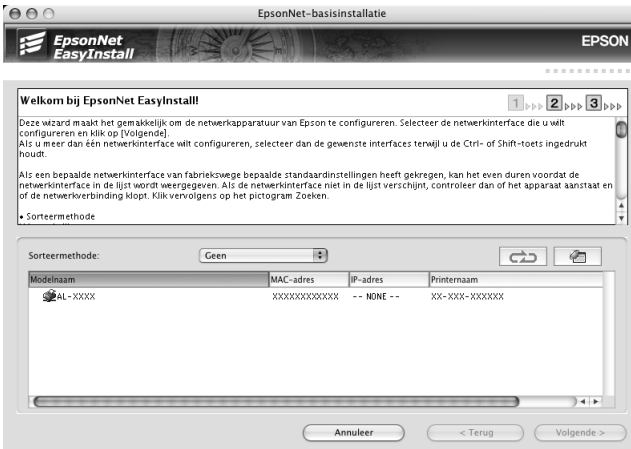 EpsonNet-basisinstallatie
EpsonNet
EasyInstall
EPSON
Welkom bij EpsonNet EasyInstall!
1 2 3
Deze wizard maakt het gemakkelijk om de netwerkapparatuur van Epson te configureren. Selecteer de netwerkinterface die u wilt
configureren en klik op [Volgende].
Als u meer dan één netwerkinterface wilt configureren, selecteer dan de gewenste interfaces terwijl u de Ctrl- of Shift-toets ingedrukt
houdt.
Als een bepaalde netwerkinterface van fabriekswege bepaalde standaardinstellingen heeft gekregen, kan het even duren voordat de
netwerkinterface in de lijst wordt weergegeven. Als de netwerkinterface niet in de lijst verschijnt, controleer dan of het apparaat aanstaat en
of de netwerkverbinding klopt. Klik vervolgens op het pictogram Zoeken.
• Sorteermethode
Sorteermethode: Geen
Modelnaam MAC-adres IP-adres Printernaam
AL-XXXX XXXXXXXXXXXX -- NONE -- XX-XXX-XXXXXX
Annuleer < Terug Volgende >